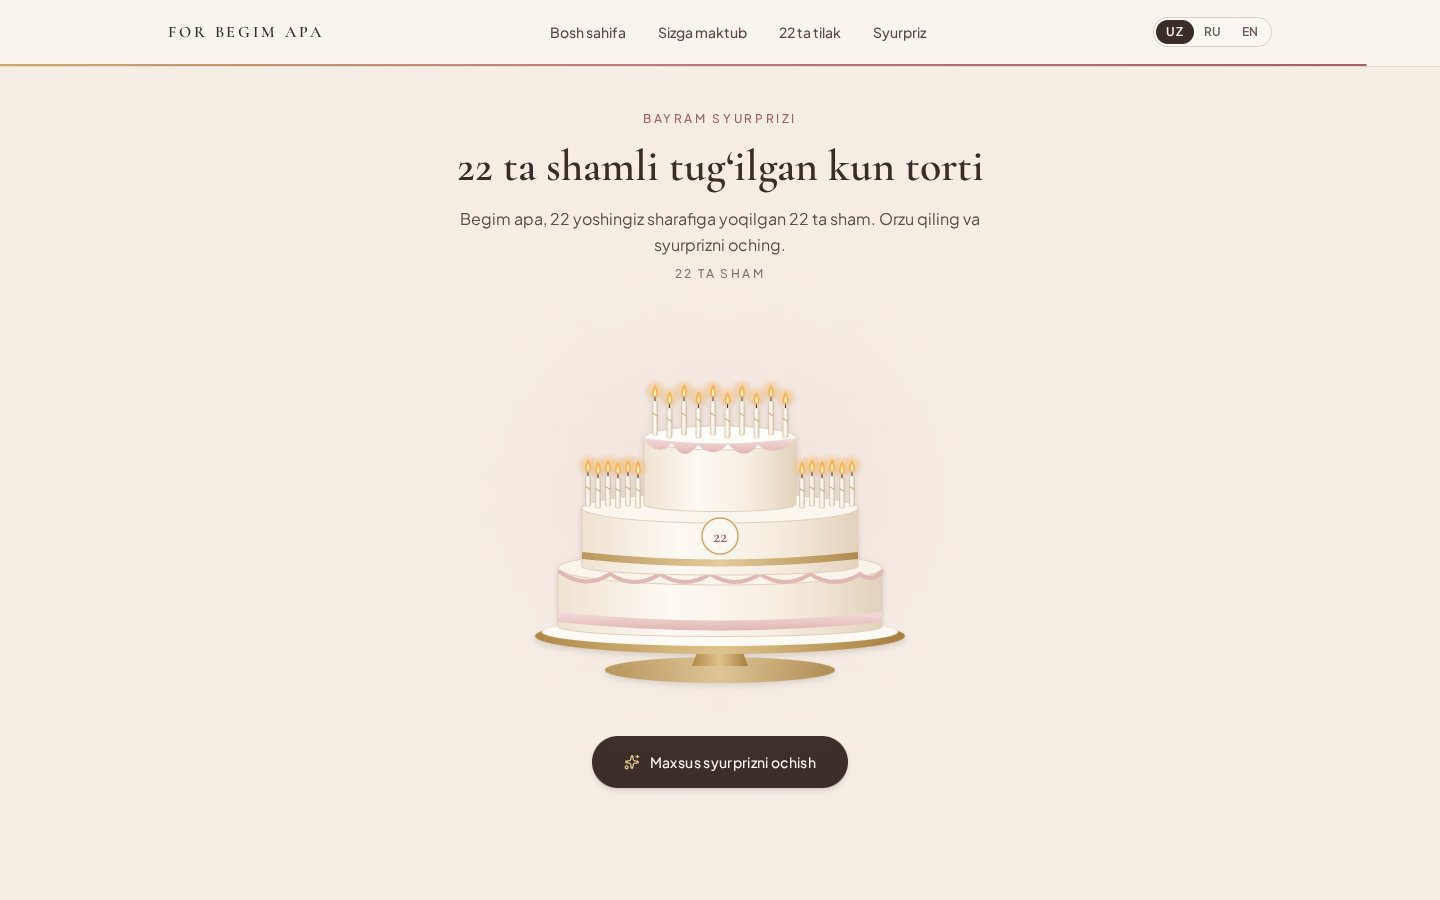 FOR BEGIM APA
Bosh sahifa
Sizga maktub
22 ta tilak
Syurpriz
UZ
RU
EN
BAYRAM SYURPRIZI
22 ta shamli tug‘ilgan kun torti
Begim apa, 22 yoshingiz sharafiga yoqilgan 22 ta sham. Orzu qiling va
syurprizni oching.
22 TA SHAM
22
Maxsus syurprizni ochish